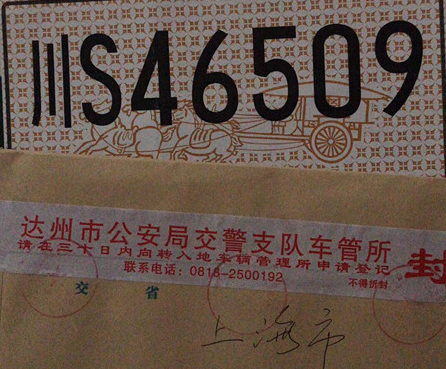 川S46509
达州市公安局交警支队车管所
请在三十日内向转入地车辆管理所申请登记
联系电话：0818-2500192
不得拆封
封
交 省
上海市